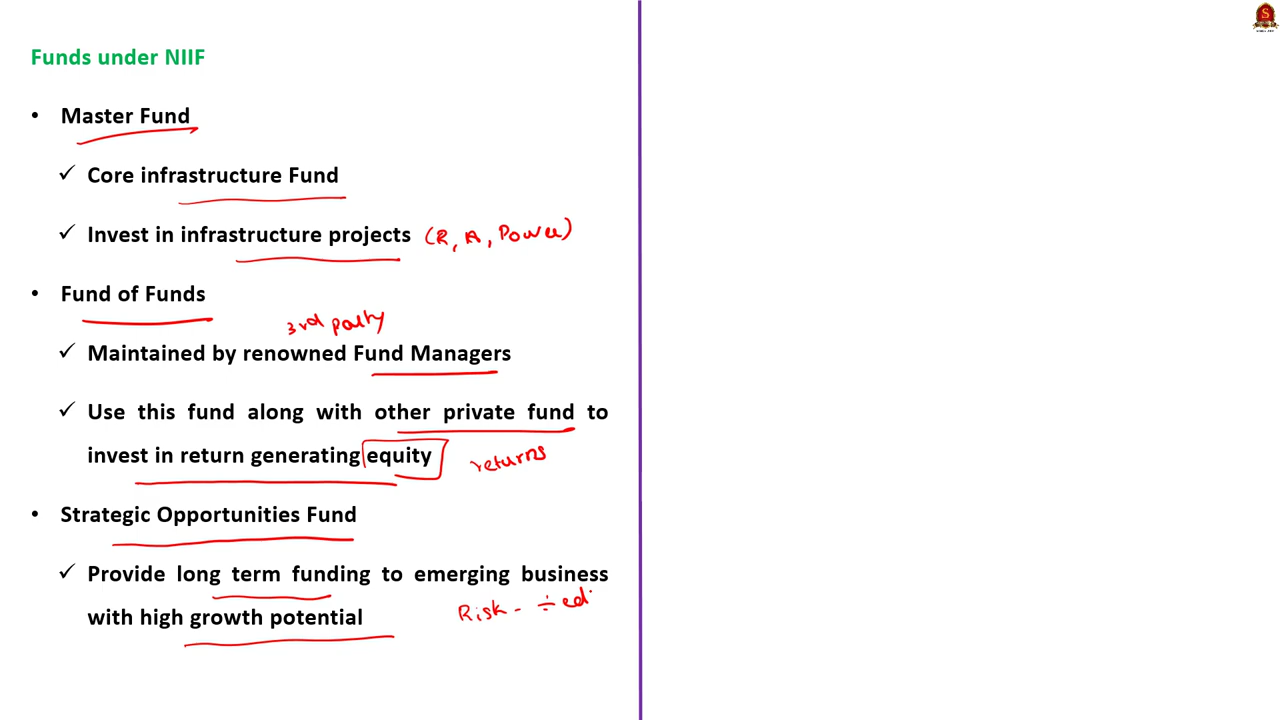 Funds under NIIF
• Master Fund
✓ Core infrastructure Fund
✓ Invest in infrastructure projects (R, A, Power)
• Fund of Funds
3rd party
✓ Maintained by renowned Fund Managers
✓ Use this fund along with other private fund to
invest in return generating equity returns
• Strategic Opportunities Fund
✓ Provide long term funding to emerging business
with high growth potential Risk - ÷ed